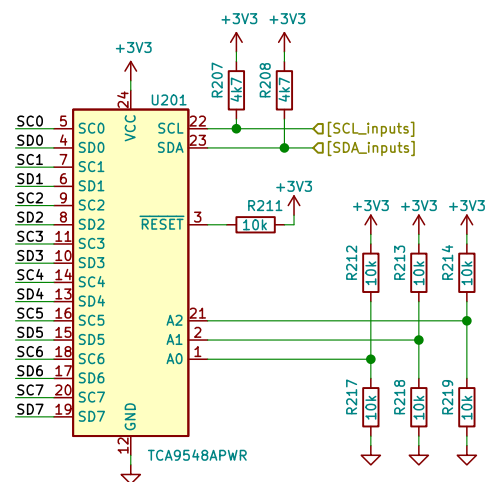 +3V3 +3V3
+3V3
R207 4k7 R208 4k7
U201
24 VCC
SC0 5 SC0 SCL 22 [SCL_inputs]
SD0 4 SD0 SDA 23 [SDA_inputs]
SC1 7 SC1
SD1 6 SD1
+3V3
SC2 9 SC2
R211
+3V3 +3V3 +3V3
SD2 8 SD2 RESET 3 10k
SC3 11 SC3
SD3 10 SD3
R212 10k R213 10k R214 10k
SC4 14 SC4
SD4 13 SD4
SC5 16 SC5 A2 21
SD5 15 SD5 A1 2
SC6 18 SC6 A0 1
SD6 17 SD6
SC7 20 SC7
R217 10k R218 10k R219 10k
SD7 19 SD7
GND 12
TCA9548APWR